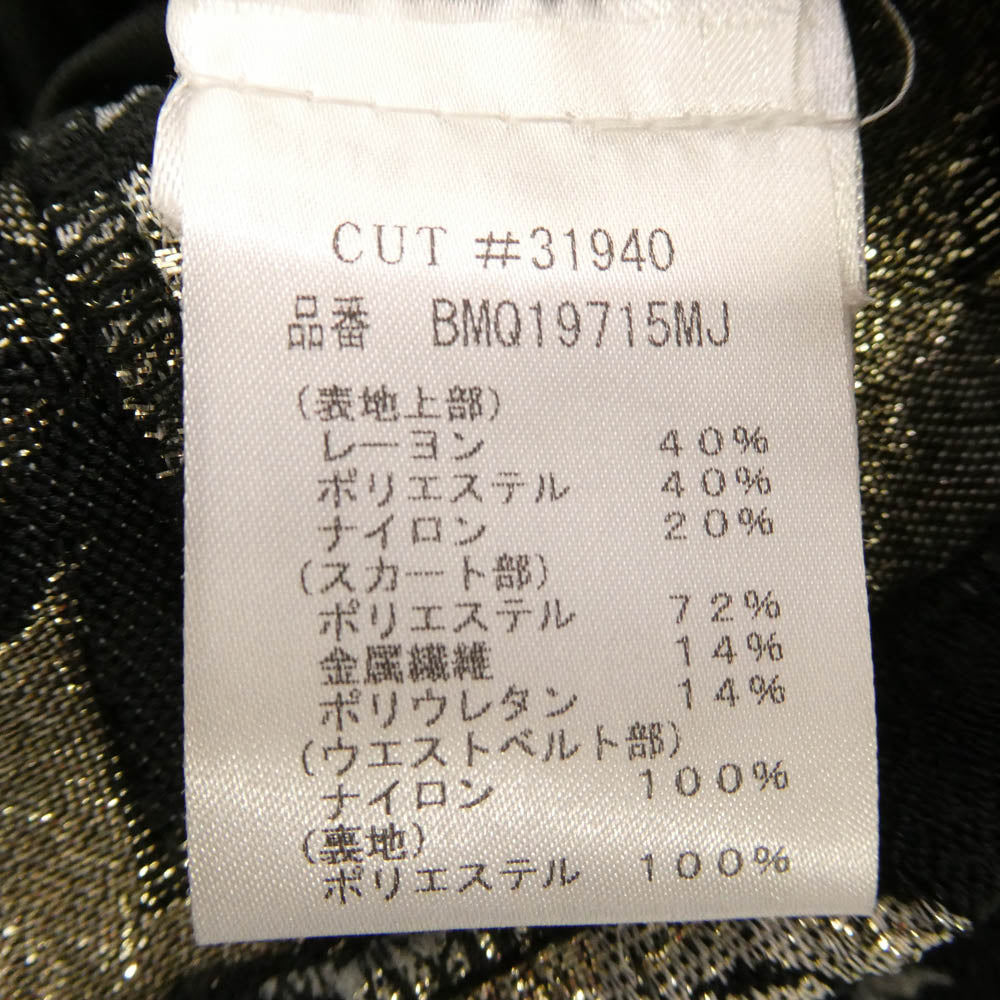 CUT #31940
品番 BMQ19715MJ
(表地上部)
レーヨン 40%
ポリエステル 40%
ナイロン 20%
(スカート部)
ポリエステル 72%
金属繊維 14%
ポリウレタン 14%
(ウエストベルト部)
ナイロン 100%
(裏地)
ポリエステル 100%